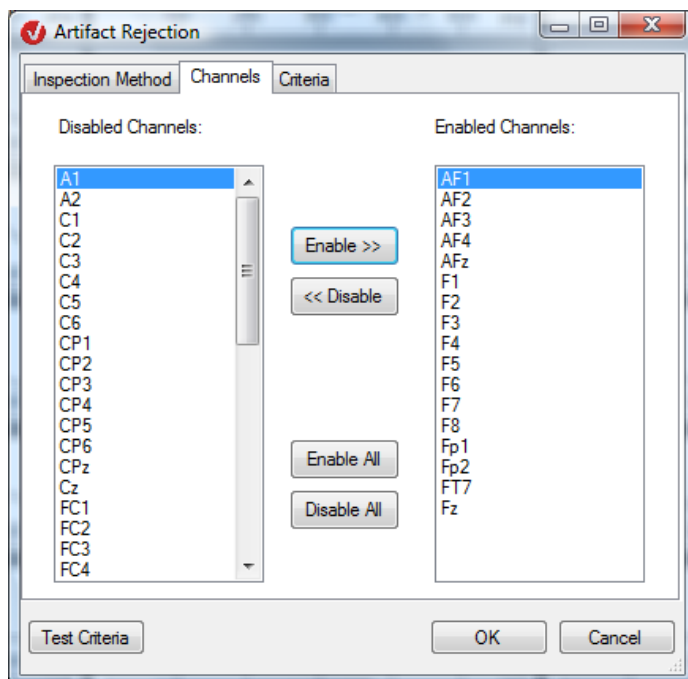 Artifact Rejection
Inspection Method
Channels
Criteria
Disabled Channels:
Enabled Channels:
A1
A2
C1
C2
C3
C4
C5
C6
CP1
CP2
CP3
CP4
CP5
CP6
CPz
Cz
FC1
FC2
FC3
FC4
Enable >>
<< Disable
Enable All
Disable All
AF1
AF2
AF3
AF4
AFz
F1
F2
F3
F4
F5
F6
F7
F8
Fp1
Fp2
FT7
Fz
Test Criteria
OK
Cancel